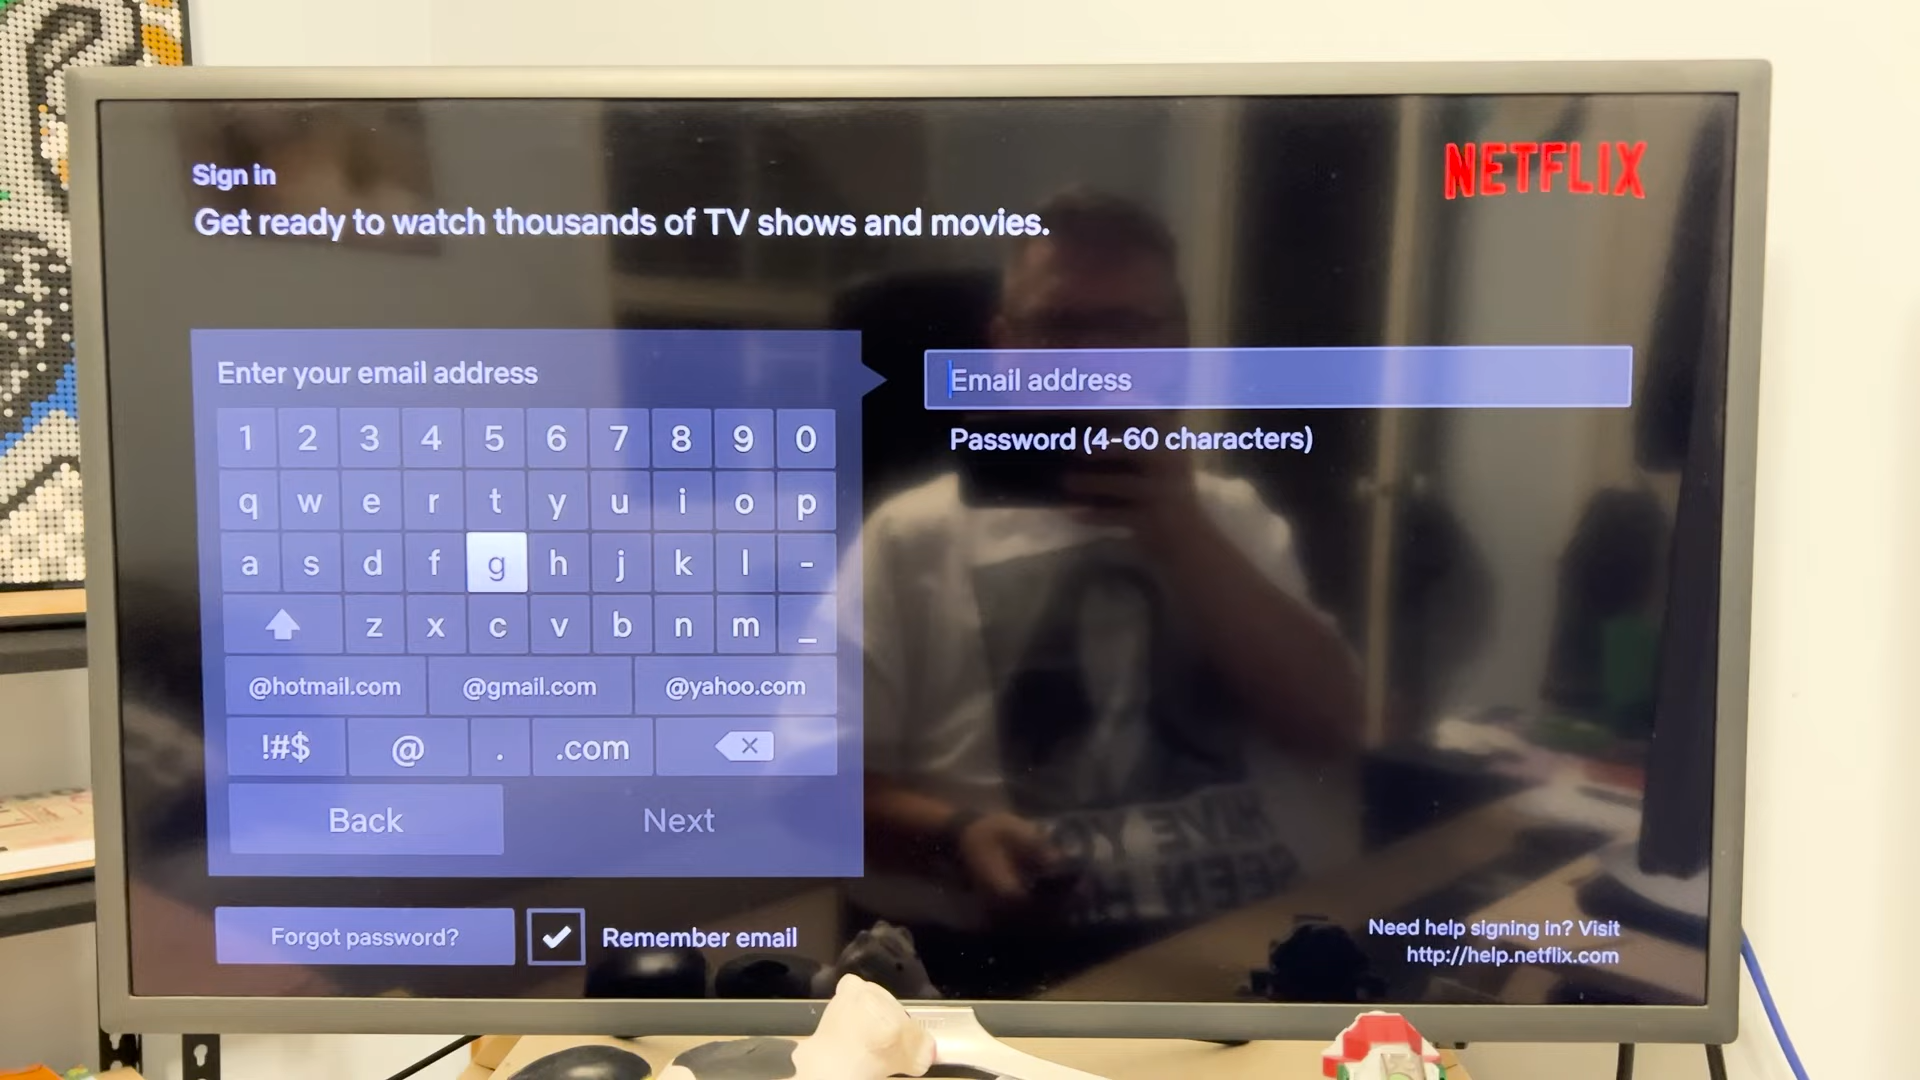 NETFLIX
Sign in
Get ready to watch thousands of TV shows and movies.
Enter your email address
1 2 3 4 5 6 7 8 9 0
q w e r t y u i o p
a s d f g h j k l -
z x c v b n m _
@hotmail.com @gmail.com @yahoo.com
!#$ @ . .com
Back Next
Forgot password? Remember email
Email address
Password (4-60 characters)
Need help signing in? Visit
http://help.netflix.com